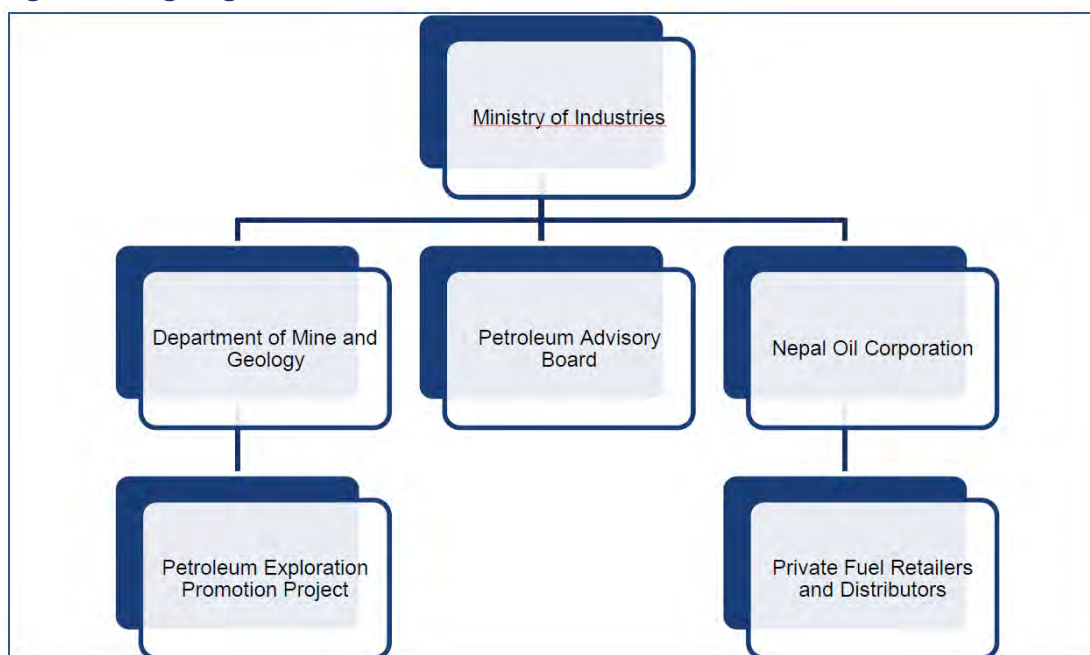 Ministry of Industries
Department of Mine and
Geology
Petroleum Advisory
Board
Nepal Oil Corporation
Petroleum Exploration
Promotion Project
Private Fuel Retailers
and Distributors